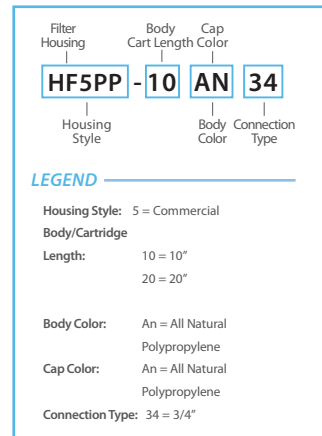 Filter Body Cap
Housing Cart Length Color
HF5PP - 10 AN 34
Housing Body Connection
Style Color Type
LEGEND
Housing Style: 5 = Commercial
Body/Cartridge
Length: 10 = 10”
20 = 20”
Body Color: An = All Natural
Polypropylene
Cap Color: An = All Natural
Polypropylene
Connection Type: 34 = 3/4”